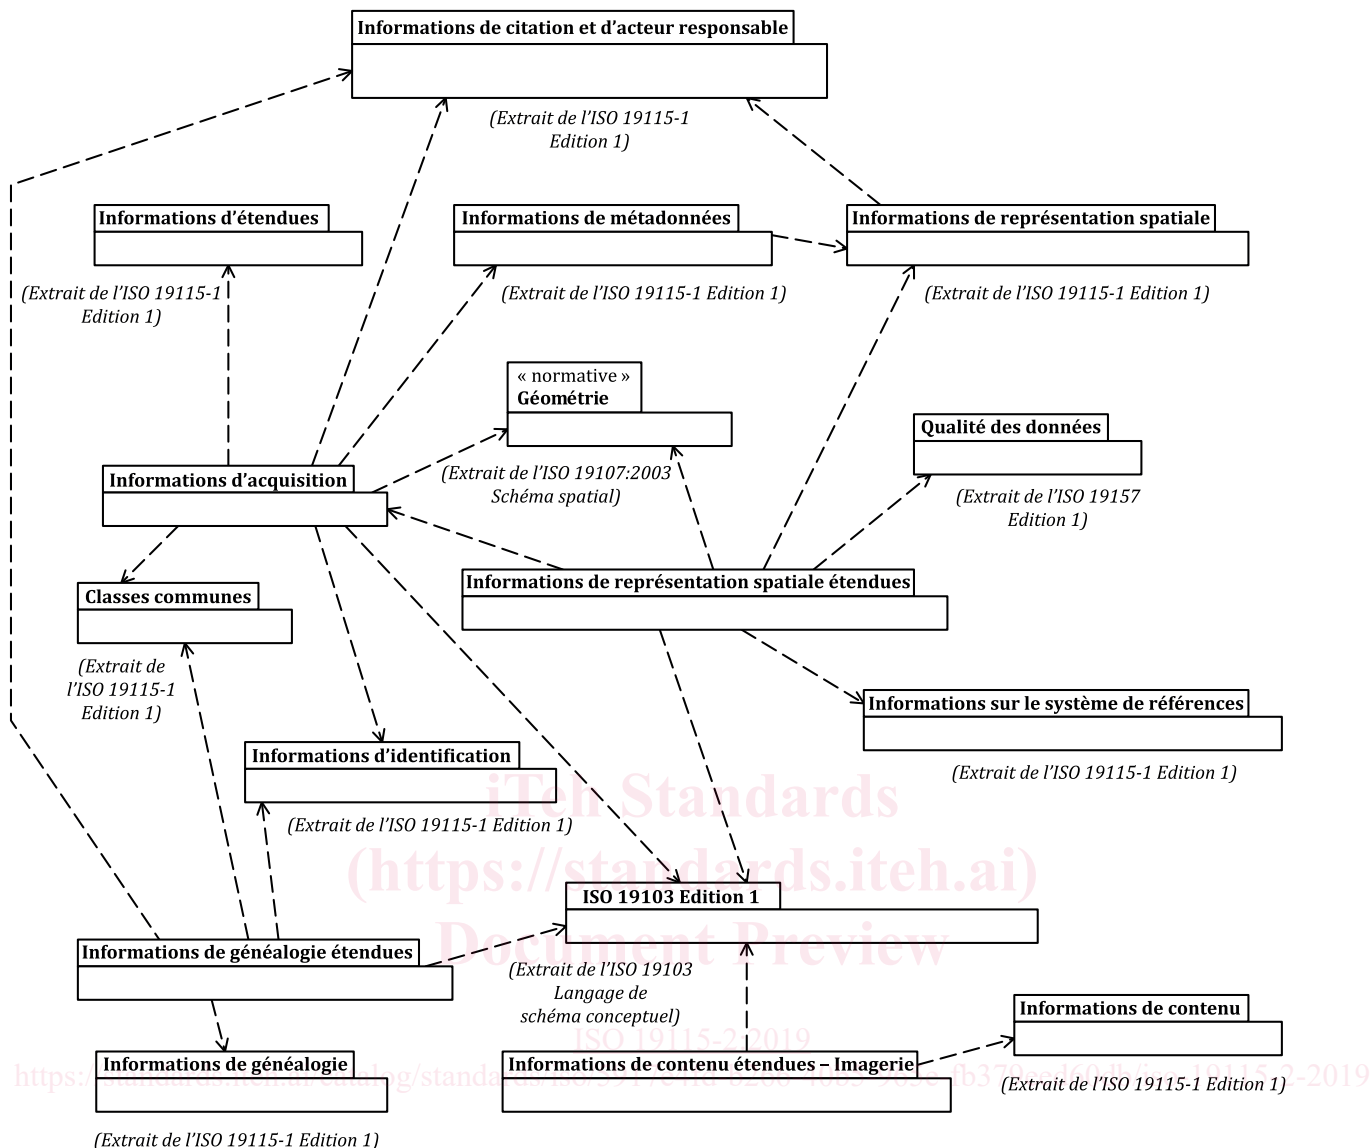 Informations de citation et d’acteur responsable
(Extrait de l’ISO 19115-1
Edition 1)
Informations d’étendues
(Extrait de l’ISO 19115-1
Edition 1)
Informations de métadonnées
(Extrait de l’ISO 19115-1 Edition 1)
Informations de représentation spatiale
(Extrait de l’ISO 19115-1 Edition 1)
« normative »
Géométrie
(Extrait de l’ISO 19107:2003
Schéma spatial)
Qualité des données
(Extrait de l’ISO 19157
Edition 1)
Informations d’acquisition
Informations de représentation spatiale étendues
Classes communes
(Extrait de
l’ISO 19115-1
Edition 1)
Informations sur le système de références
(Extrait de l’ISO 19115-1 Edition 1)
Informations d’identification
(Extrait de l’ISO 19115-1 Edition 1)
iTeh Standards
(https://standards.iteh.ai)
Document Preview
ISO 19103 Edition 1
(Extrait de l’ISO 19103
Langage de
schéma conceptuel)
Informations de généalogie étendues
Informations de contenu
(Extrait de l’ISO 19115-1 Edition 1)
ISO 19115-2:2019
Informations de généalogie
(Extrait de l’ISO 19115-1 Edition 1)
Informations de contenu étendues – Imagerie